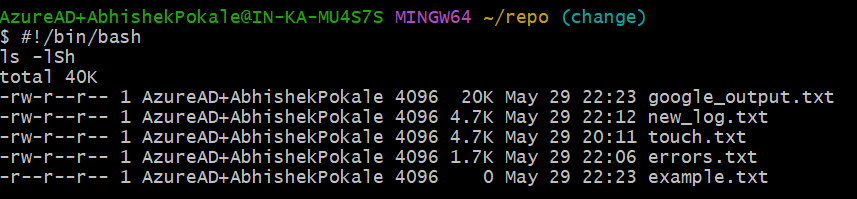 AzureAD+AbhishekPokale@IN-KA-MU4S7S MINGW64 ~/repo (change)
$ #!/bin/bash
ls -lSh
total 40K
-rw-r--r-- 1 AzureAD+AbhishekPokale 4096  20K May 29 22:23 google_output.txt
-rw-r--r-- 1 AzureAD+AbhishekPokale 4096 4.7K May 29 22:12 new_log.txt
-rw-r--r-- 1 AzureAD+AbhishekPokale 4096 4.7K May 29 20:11 touch.txt
-rw-r--r-- 1 AzureAD+AbhishekPokale 4096 1.7K May 29 22:06 errors.txt
-r--r--r-- 1 AzureAD+AbhishekPokale 4096    0 May 29 22:23 example.txt